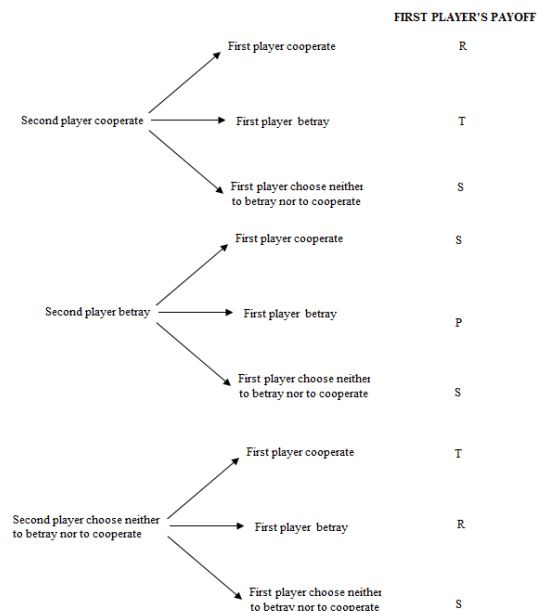 FIRST PLAYER'S PAYOFF
First player cooperate
R
Second player cooperate
First player betray
T
First player choose neither
to betray nor to cooperate
S
First player cooperate
S
Second player betray
First player betray
P
First player choose neither
to betray nor to cooperate
S
First player cooperate
T
Second player choose neither
to betray nor to cooperate
First player betray
R
First player choose neither
to betray nor to cooperate
S